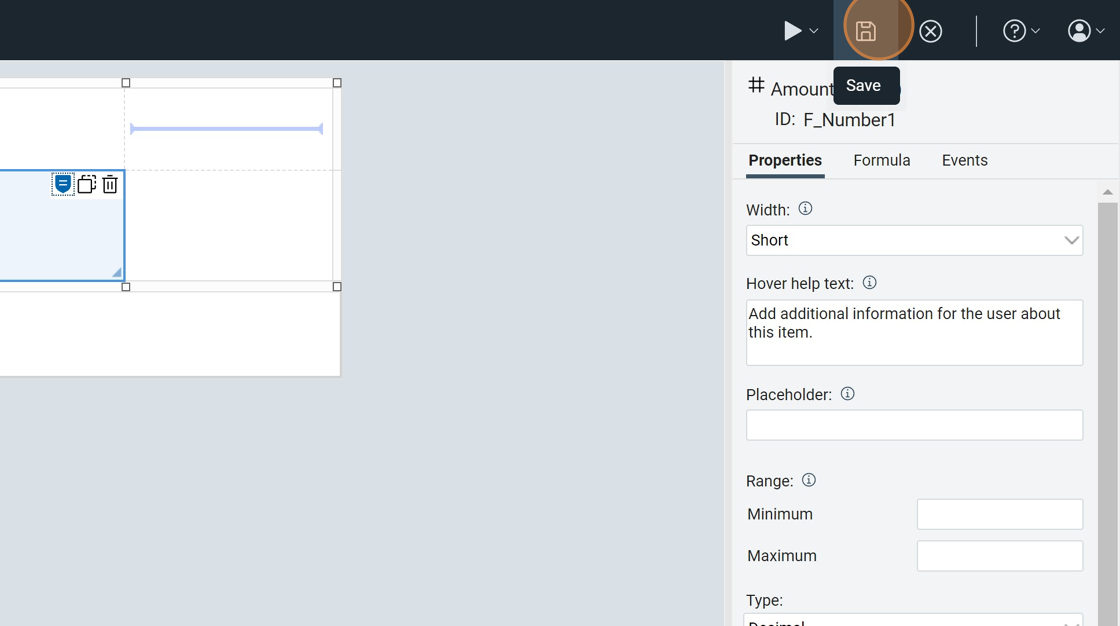 Save
Amount
ID: F_Number1
Properties Formula Events
Width:
Short
Hover help text:
Add additional information for the user about
this item.
Placeholder:
Range:
Minimum
Maximum
Type:
Decimal